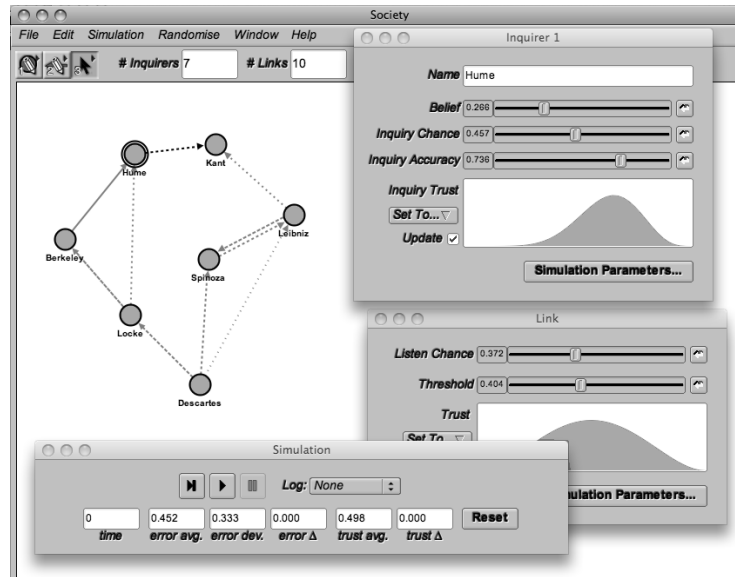 Society
File Edit Simulation Randomise Window Help
# Inquirers 7 # Links 10
Hume
Kant
Leibniz
Berkeley
Spinoza
Locke
Descartes
Inquirer 1
Name Hume
Belief 0.266
Inquiry Chance 0.457
Inquiry Accuracy 0.736
Inquiry Trust
Set To...
Update
Simulation Parameters...
Link
Listen Chance 0.372
Threshold 0.404
Trust
Set To...
ulation Parameters...
Simulation
Log: None
0 0.452 0.333 0.000 0.498 0.000 Reset
time error avg. error dev. error Δ trust avg. trust Δ